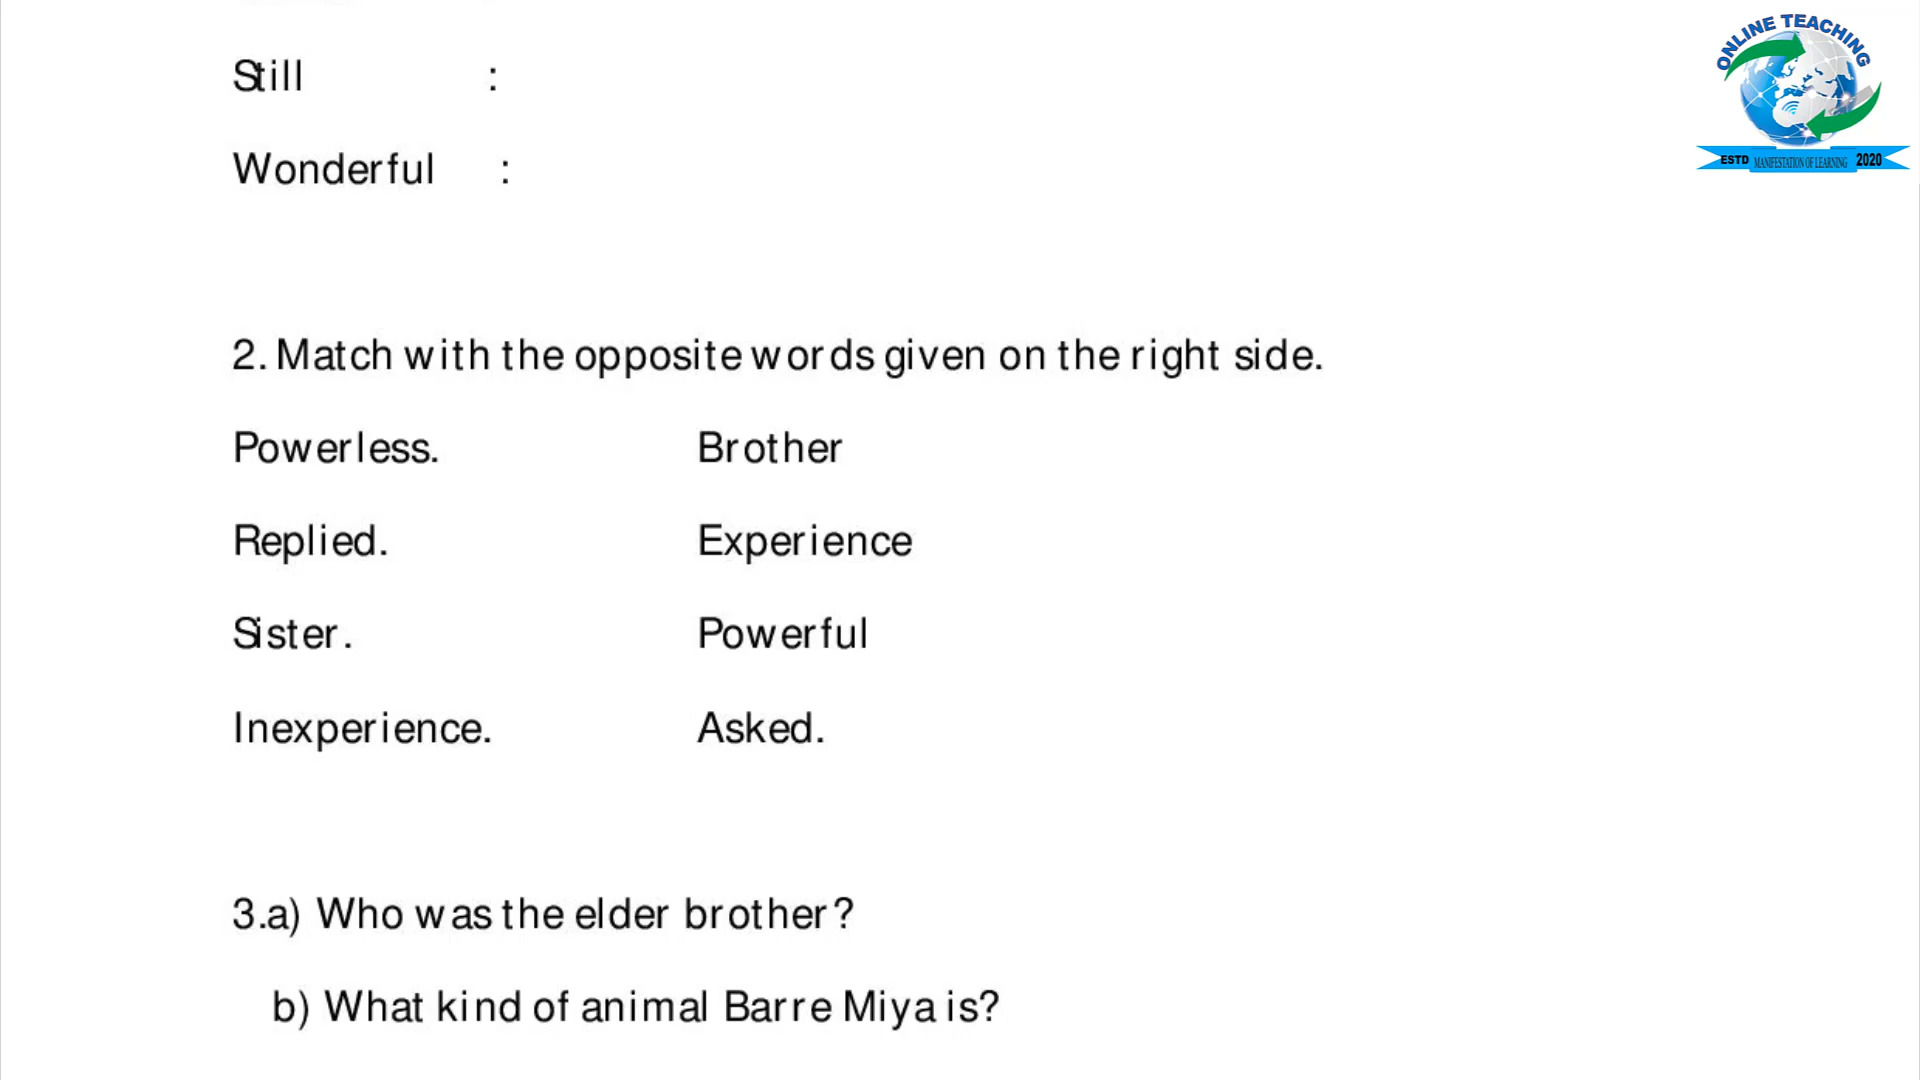 Still :
ONLINE TEACHING
Wonderful :
ESTD MANIFESTATION OF LEARNING 2020
2. Match with the opposite words given on the right side.
Powerless. Brother
Replied. Experience
Sister. Powerful
Inexperience. Asked.
3.a) Who was the elder brother?
b) What kind of animal Barre Miya is?